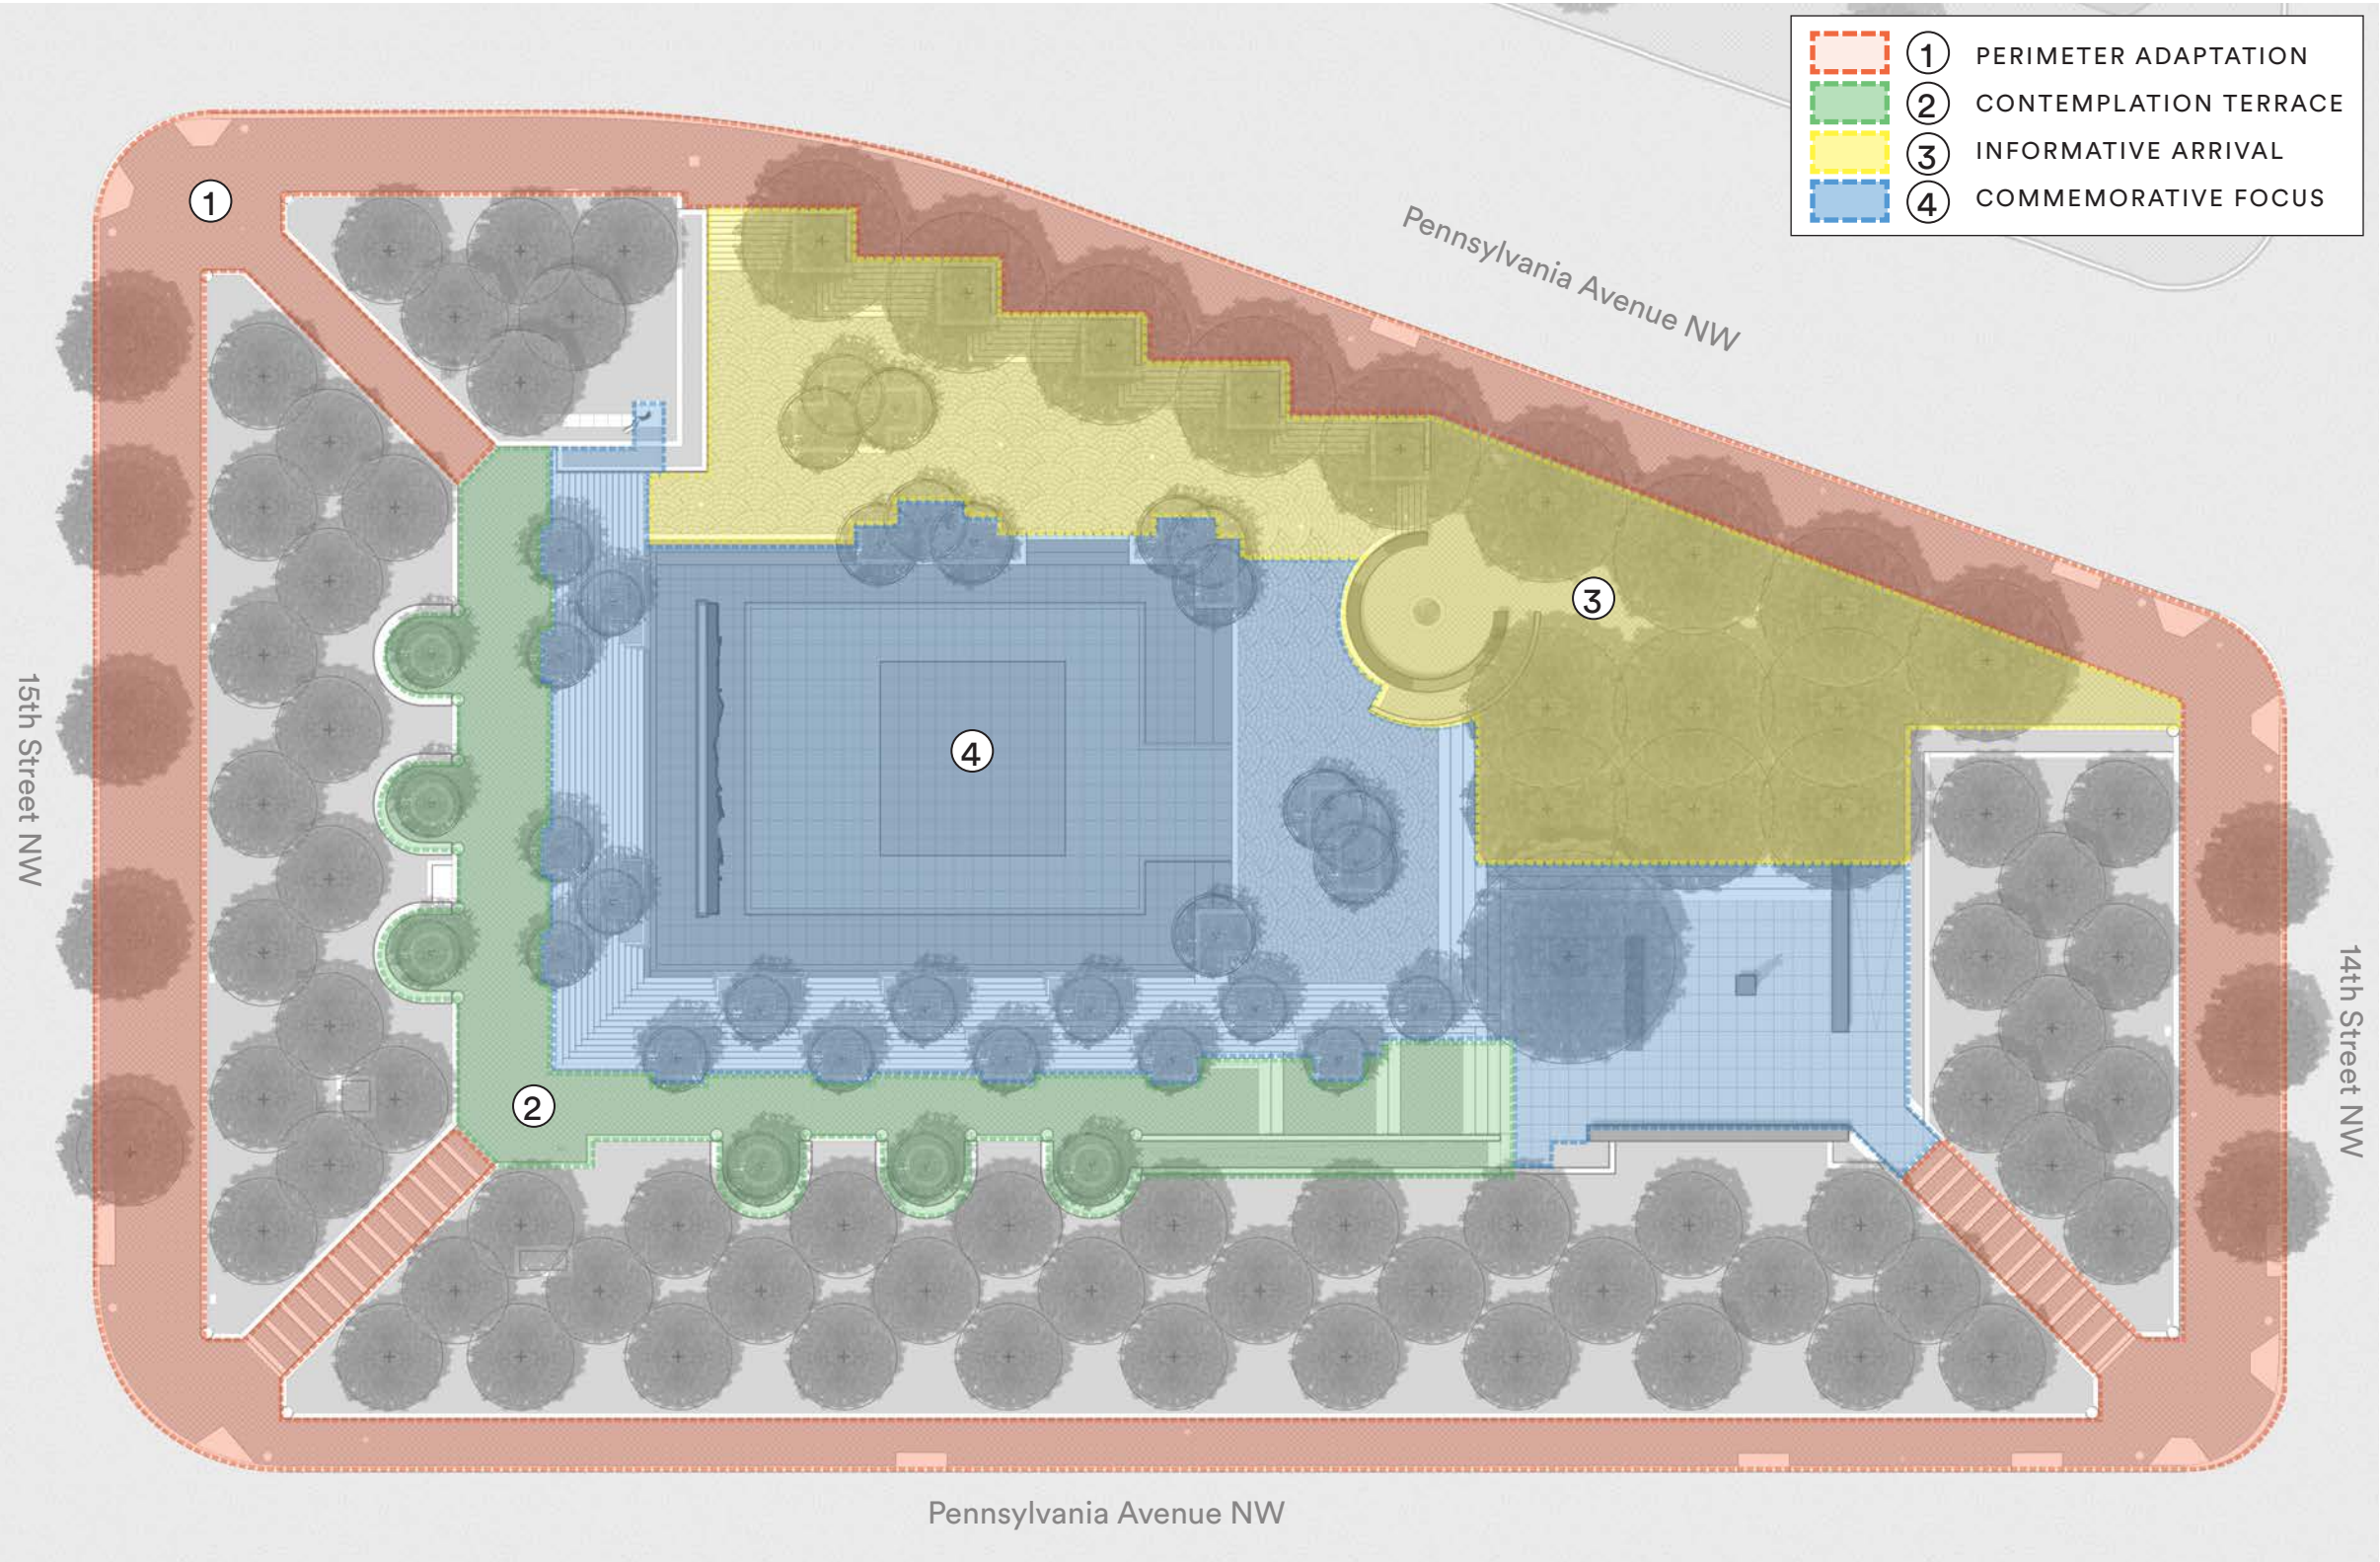 ① PERIMETER ADAPTATION
② CONTEMPLATION TERRACE
③ INFORMATIVE ARRIVAL
④ COMMEMORATIVE FOCUS
①
Pennsylvania Avenue NW
③
④
15th Street NW
14th Street NW
②
Pennsylvania Avenue NW